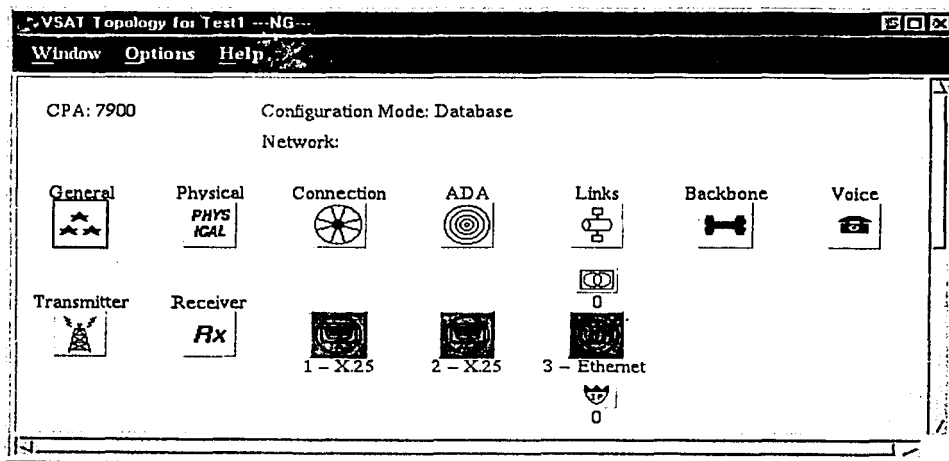 VSAT Topology for Test1 ---NG---
Window Options Help
CPA: 7900 Configuration Mode: Database
Network:
General Physical Connection ADA Links Backbone Voice
PHYS
ICAL
0
Transmitter Receiver
Rx
1 – X.25 2 – X.25 3 – Ethernet
IP
0